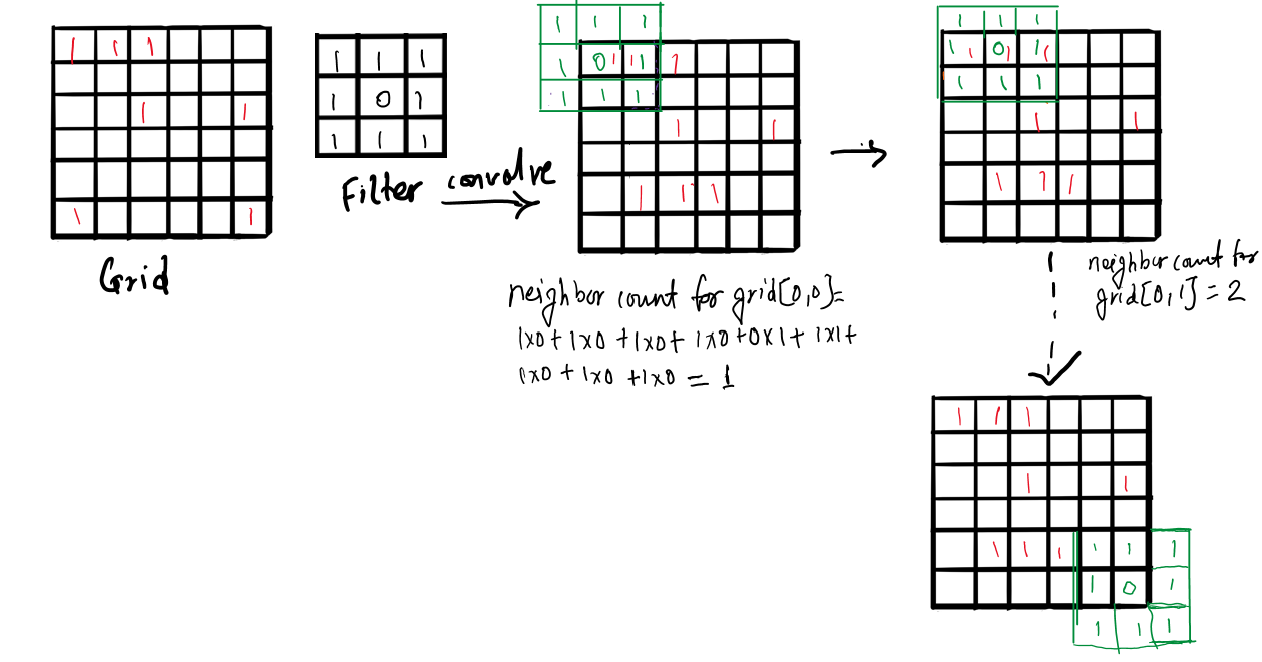 1 1 1
1 1
1 1
Grid
1 1 1
1 0 1
1 1 1
Filter
convolve
1 1 1
1 0 1 1 1 1
1 1 1
1 1
1 1 1
neighbor count for grid[0,0]=
1x0 + 1x0 + 1x0 + 1x0 + 0x1 + 1x1 +
1x0 + 1x0 + 1x0 = 1
1 1 1
1 1 0 1 1 1
1 1 1
1 1
1 1 1
neighbor count for
grid[0,1] = 2
1 1 1
1 1
1 1 1 1 1 1
1 0 1
1 1 1